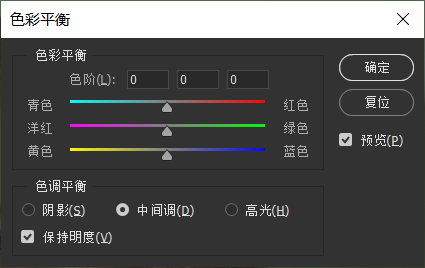 色彩平衡
色彩平衡
色阶(L): 0 0 0
青色 红色
洋红 绿色
黄色 蓝色
确定
复位
预览(P)
色调平衡
阴影(S) 中间调(D) 高光(H)
保持明度(V)